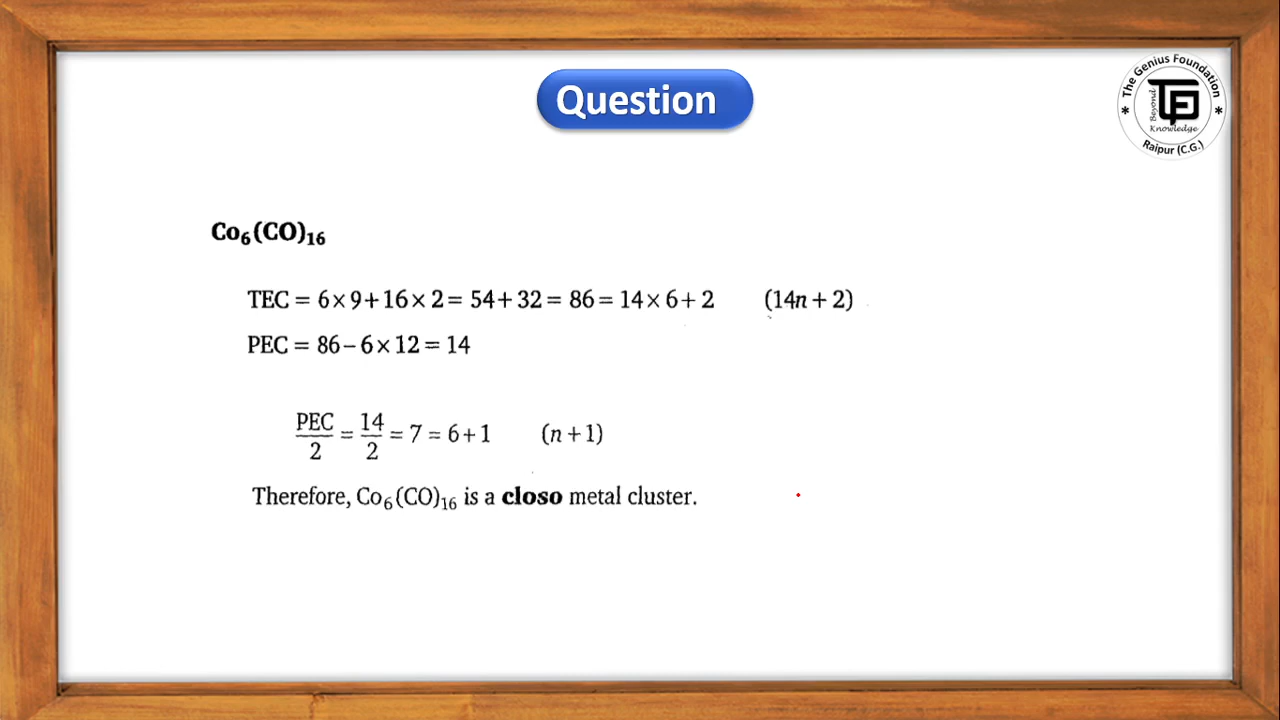 Question
The Genius Foundation
Beyond
Knowledge
Raipur (C.G.)
Co₆(CO)₁₆
TEC = 6×9+16×2= 54+32= 86= 14×6+2 (14n+2)
PEC = 86−6×12 = 14
PEC/2 = 14/2 = 7 = 6+1 (n+1)
Therefore, Co₆(CO)₁₆ is a closo metal cluster.